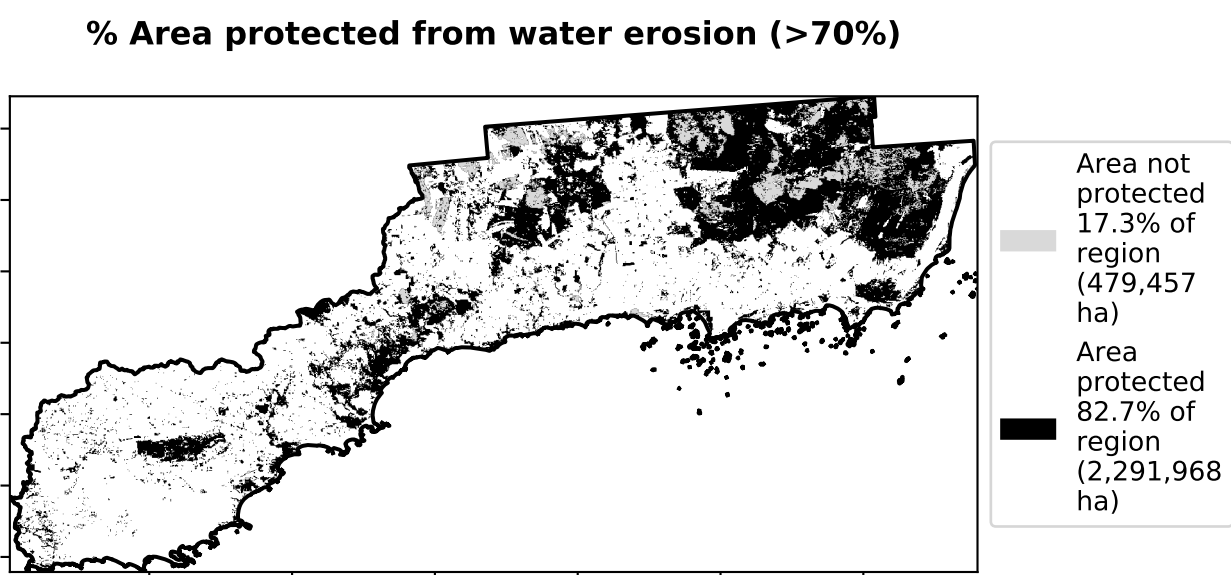 % Area protected from water erosion (>70%)
Area not
protected
17.3% of
region
(479,457
ha)
Area
protected
82.7% of
region
(2,291,968
ha)